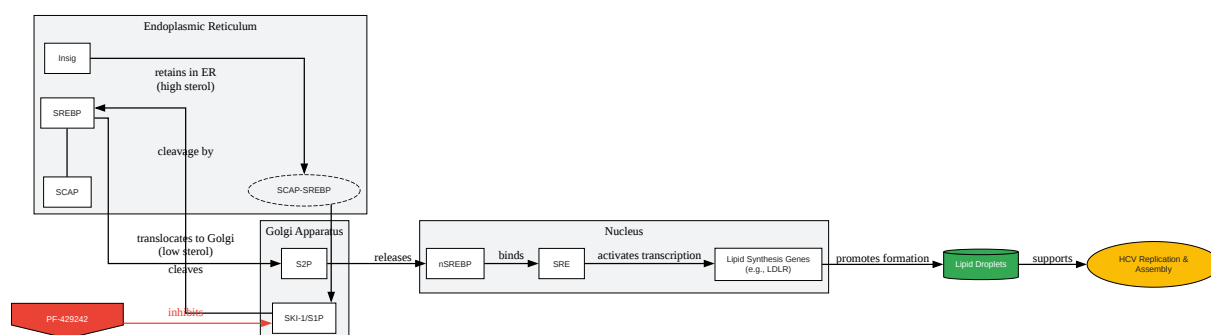 Endoplasmic Reticulum
Insig
retains in ER
(high sterol)
SREBP
cleavage by
SCAP
SCAP-SREBP
translocates to Golgi
(low sterol)
cleaves
Golgi Apparatus
S2P
releases
Nucleus
nSREBP
binds
SRE
activates transcription
Lipid Synthesis Genes
(e.g., LDLR)
promotes formation
Lipid Droplets
supports
HCV Replication &
Assembly
PF-429242
inhibits
SKI-1/S1P